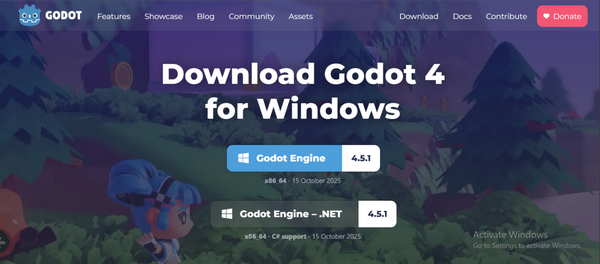 GODOT Features Showcase Blog Community Assets Download Docs Contribute Donate
Download Godot 4
for Windows
Godot Engine 4.5.1
x86_64 · 15 October 2025
Godot Engine – .NET 4.5.1
x86_64 · C# support · 15 October 2025
Activate Windows
Go to Settings to activate Windows.